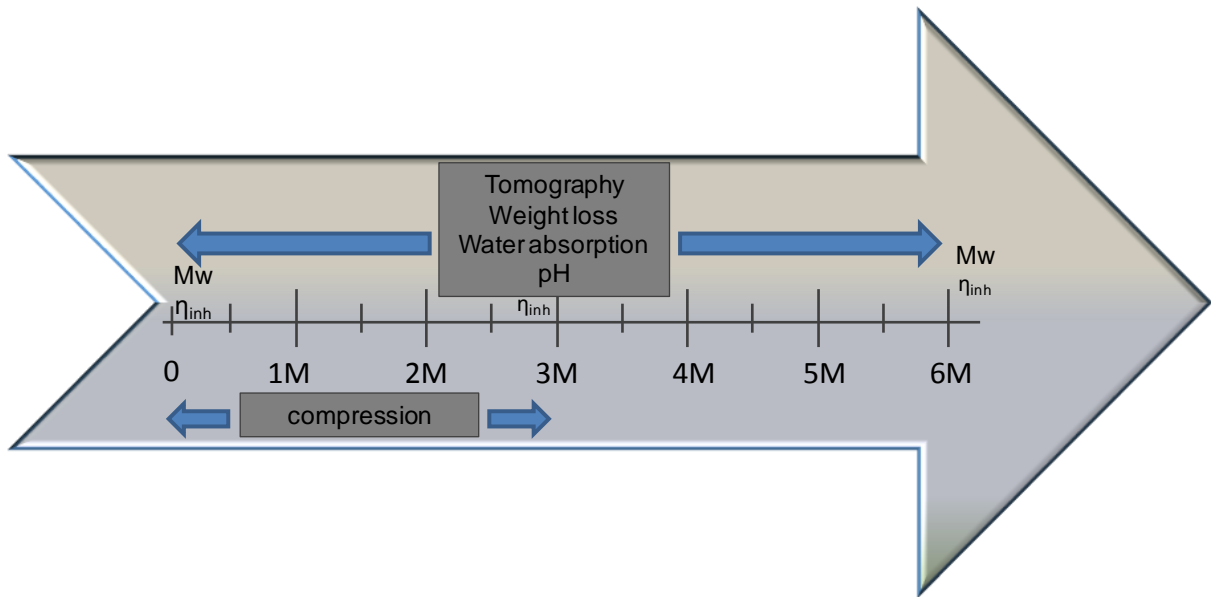 Tomography
Weight loss
Water absorption
pH
Mw
ηinh
ηinh
Mw
ηinh
0 1M 2M 3M 4M 5M 6M
compression